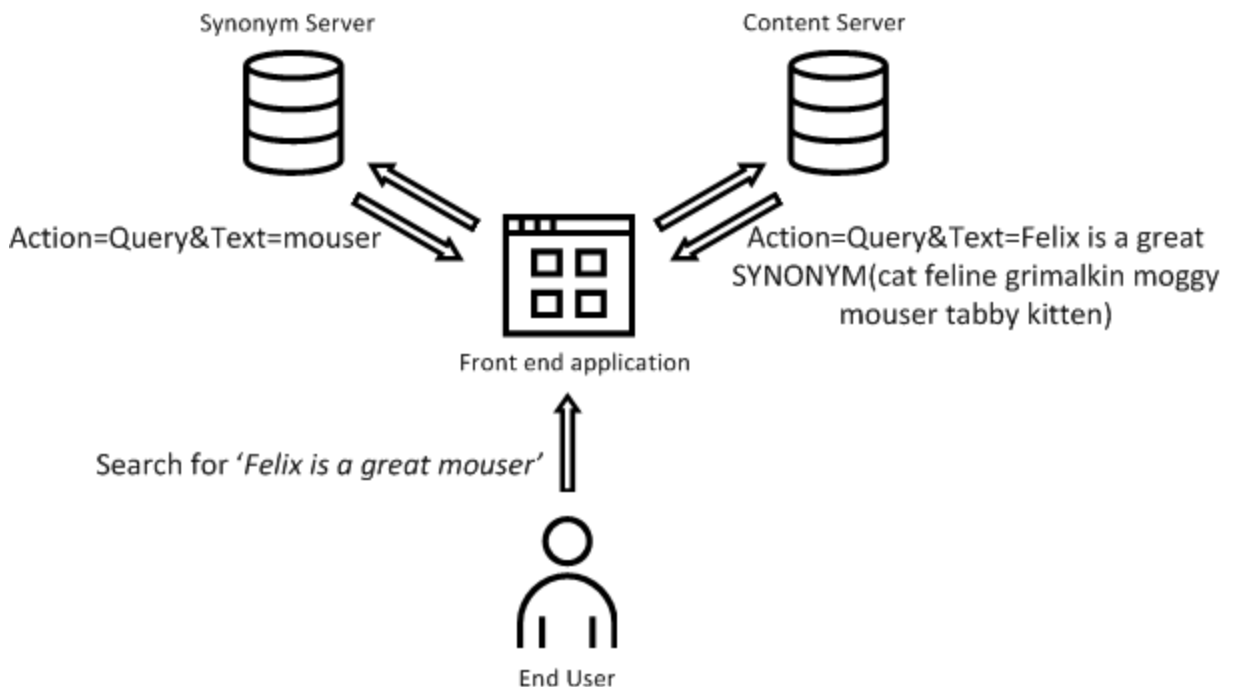 Synonym Server
Content Server
Action=Query&Text=mouser
Action=Query&Text=Felix is a great
SYNONYM(cat feline grimalkin moggy
mouser tabby kitten)
Front end application
Search for ‘Felix is a great mouser’
End User